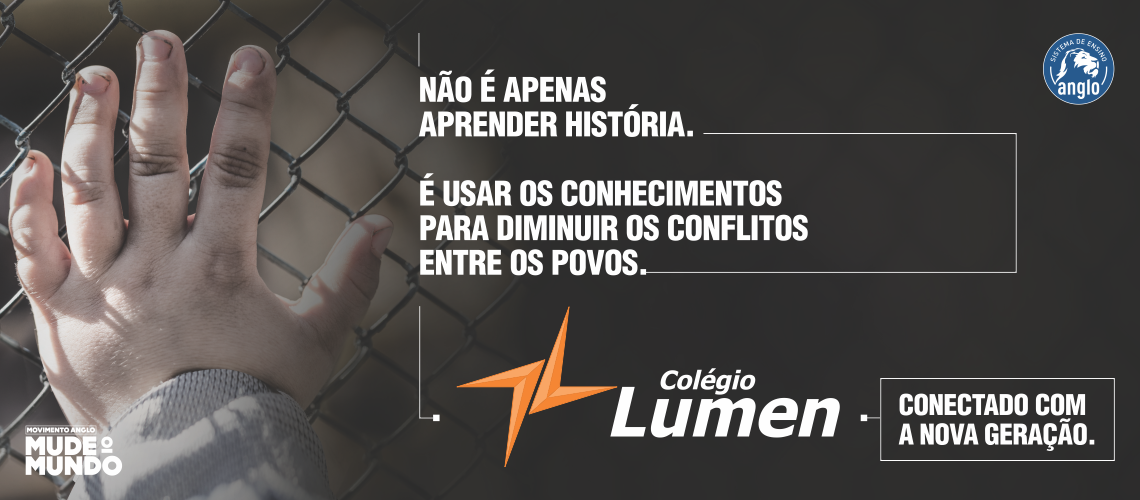 NÃO É APENAS
APRENDER HISTÓRIA.
É USAR OS CONHECIMENTOS
PARA DIMINUIR OS CONFLITOS
ENTRE OS POVOS.
SISTEMA DE ENSINO
anglo
Colégio
Lumen
CONECTADO COM
A NOVA GERAÇÃO.
MOVIMENTO ANGLO
MUDE O
MUNDO